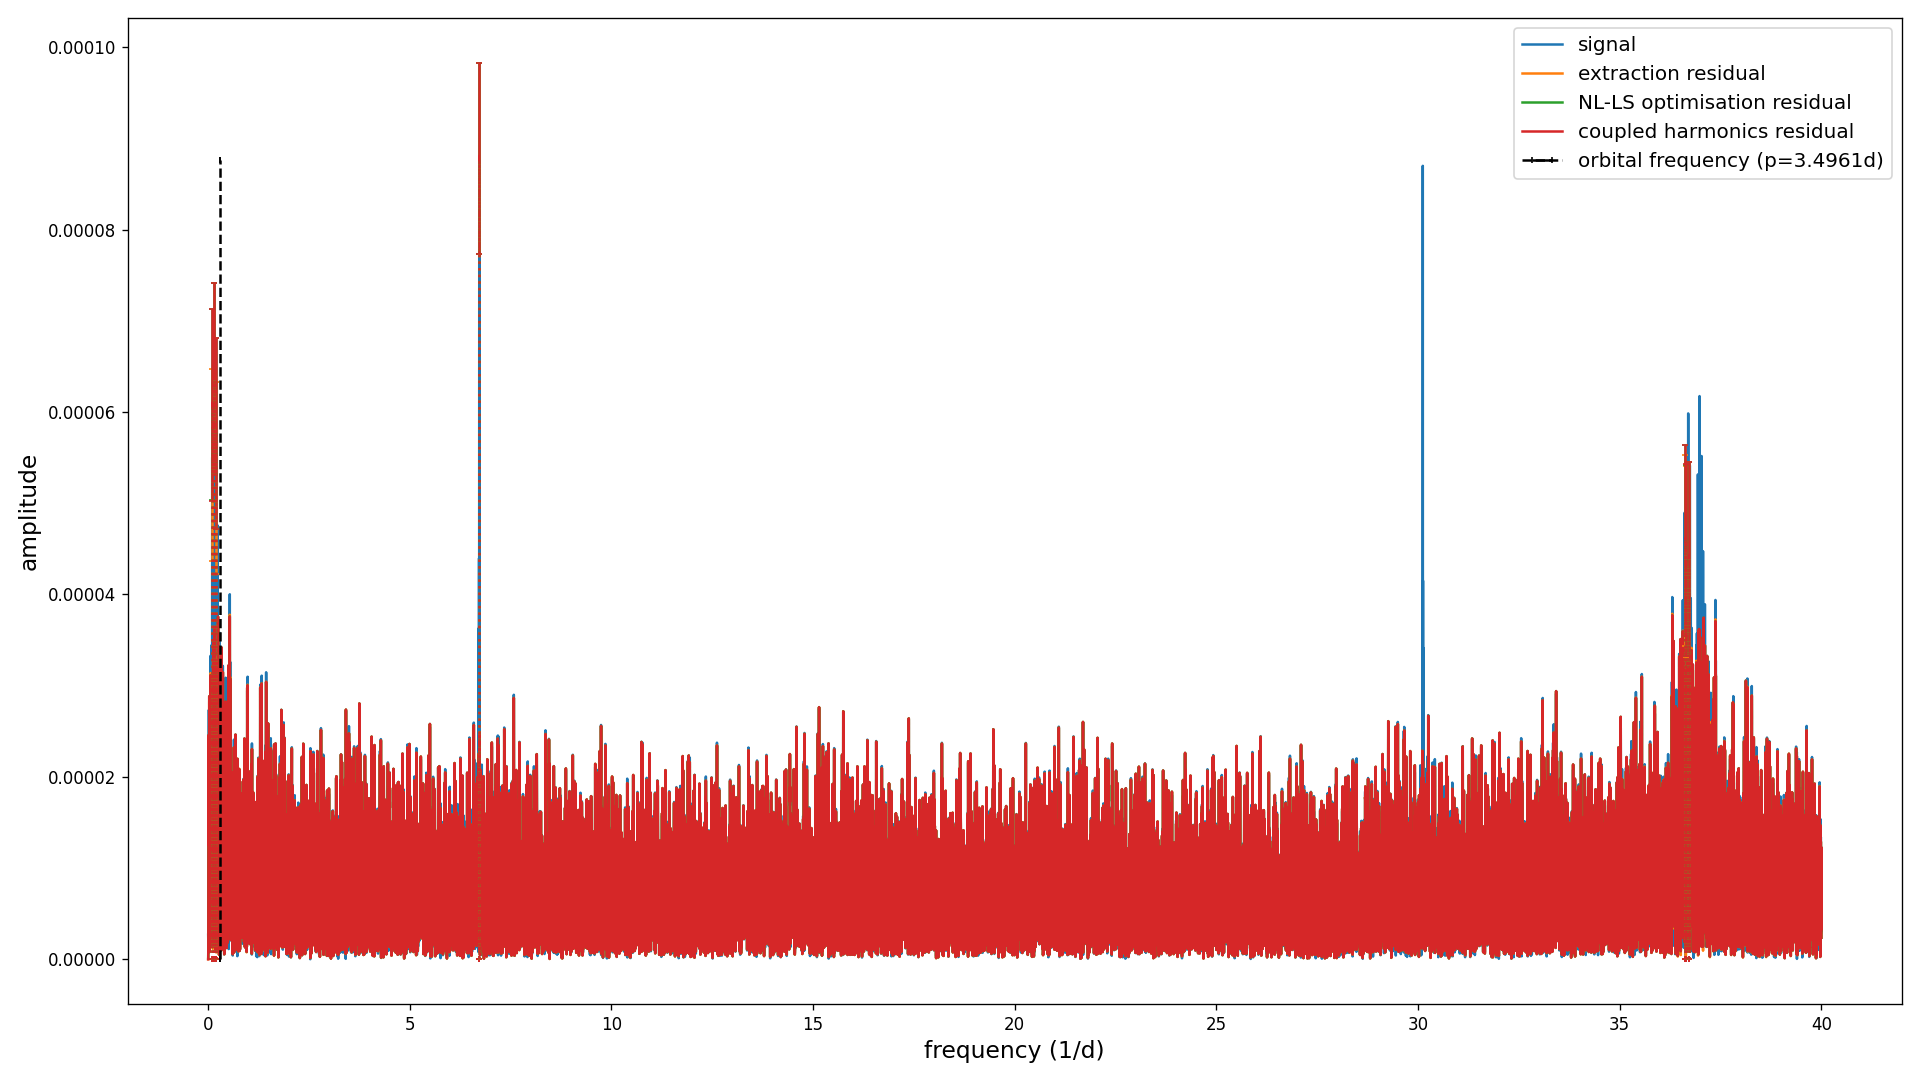 signal
extraction residual
NL-LS optimisation residual
coupled harmonics residual
orbital frequency (p=3.4961d)
0.00010
0.00008
0.00006
0.00004
0.00002
0.00000
amplitude
0 5 10 15 20 25 30 35 40
frequency (1/d)